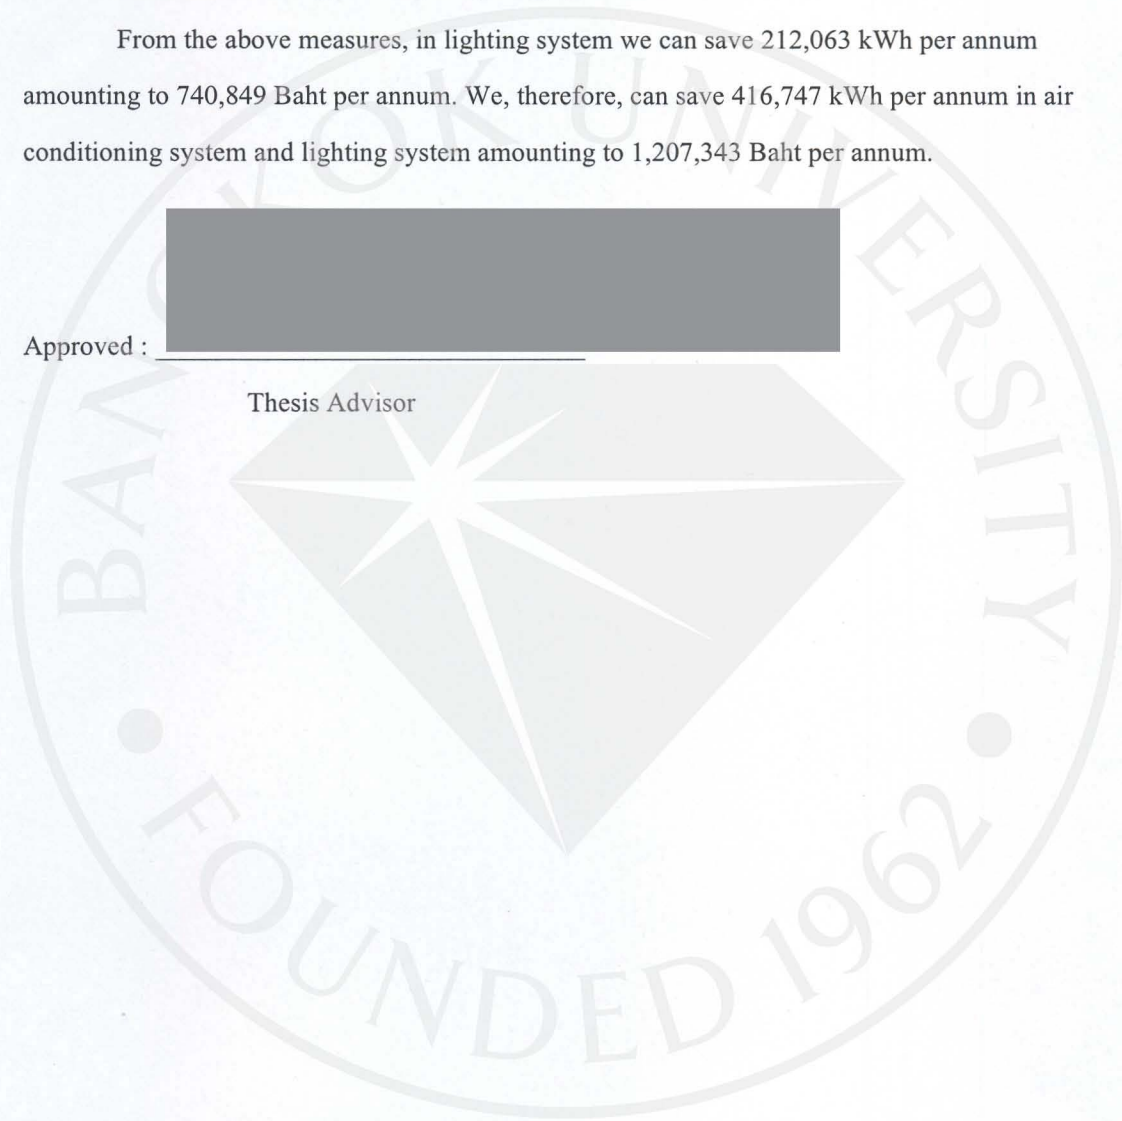 From the above measures, in lighting system we can save 212,063 kWh per annum
amounting to 740,849 Baht per annum. We, therefore, can save 416,747 kWh per annum in air
conditioning system and lighting system amounting to 1,207,343 Baht per annum.
Approved :
Thesis Advisor
BANGKOK UNIVERSITY
FOUNDED 1962